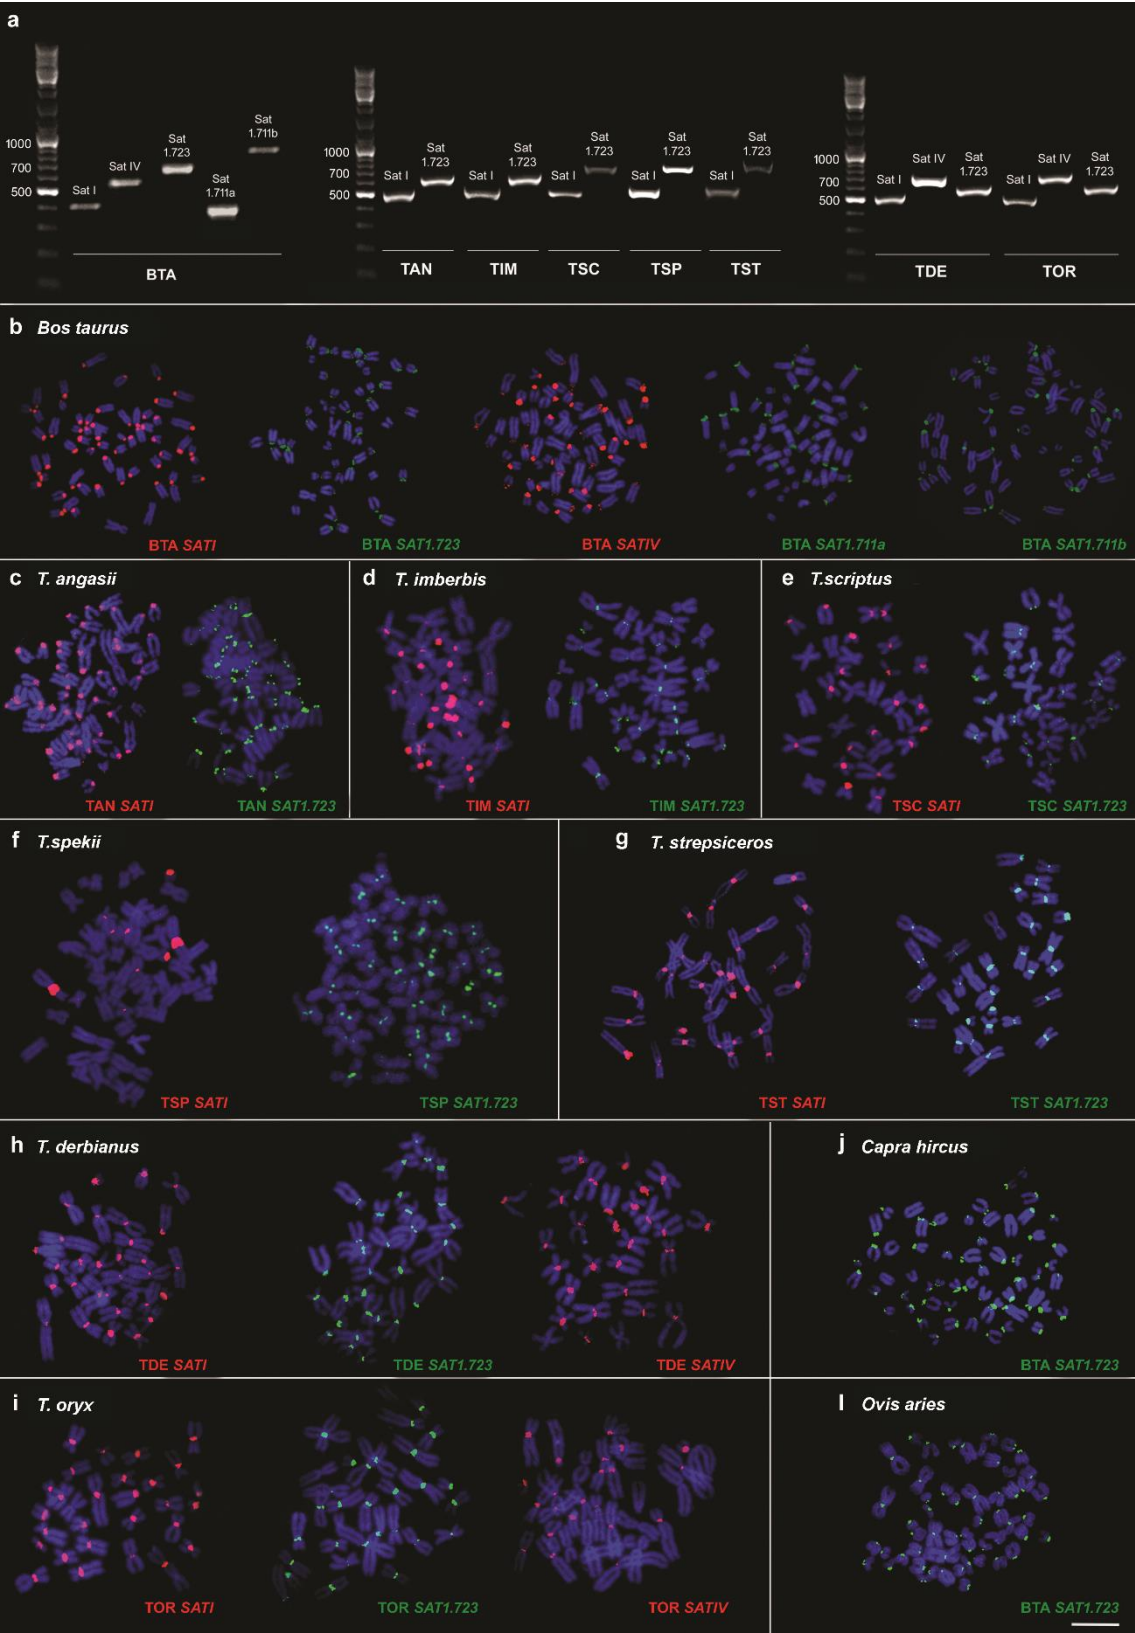 a
1000
700
500
Sat I
Sat IV
Sat
1.723
Sat
1.711a
Sat
1.711b
BTA
1000
700
500
Sat I
Sat
1.723
Sat I
Sat
1.723
Sat I
Sat
1.723
Sat I
Sat
1.723
Sat I
Sat
1.723
TAN
TIM
TSC
TSP
TST
1000
700
500
Sat I
Sat IV
Sat
1.723
Sat I
Sat IV
Sat
1.723
TDE
TOR
b Bos taurus
BTA SATI
BTA SAT1.723
BTA SATIV
BTA SAT1.711a
BTA SAT1.711b
c T. angasii
TAN SATI
TAN SAT1.723
d T. imberbis
TIM SATI
TIM SAT1.723
e T.scriptus
TSC SATI
TSC SAT1.723
f T.spekii
TSP SATI
TSP SAT1.723
g T. strepsiceros
TST SATI
TST SAT1.723
h T. derbianus
TDE SATI
TDE SAT1.723
TDE SATIV
j Capra hircus
BTA SAT1.723
i T. oryx
TOR SATI
TOR SAT1.723
TOR SATIV
l Ovis aries
BTA SAT1.723